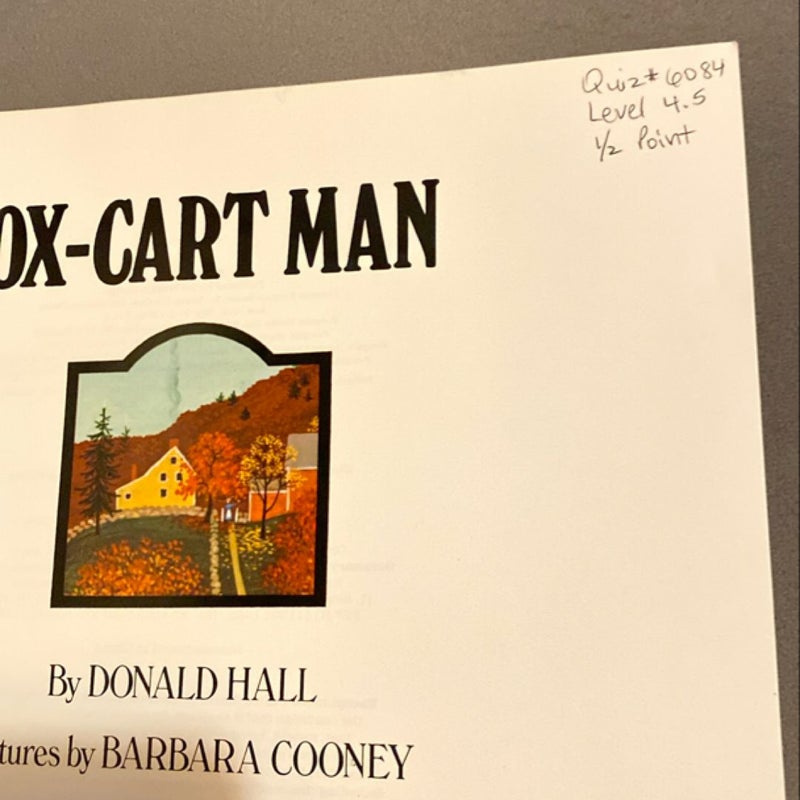 Quiz# 6084
Level 4.5
1/2 Point
OX-CART MAN
By DONALD HALL
tures by BARBARA COONEY